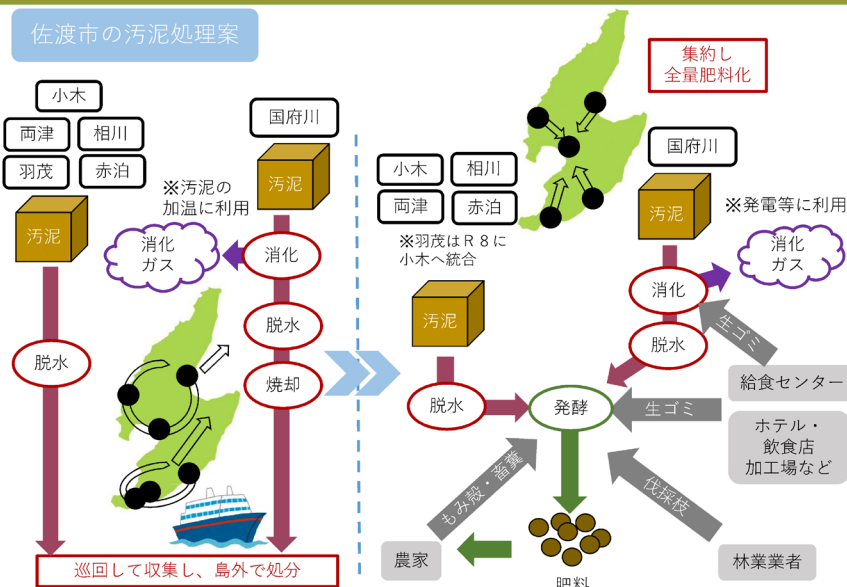 佐渡市の汚泥処理案
小木
両津
相川
羽茂
赤泊
汚泥
脱水
※汚泥の
加温に利用
消化
ガス
国府川
汚泥
消化
脱水
焼却
巡回して収集し、島外で処分
集約し
全量肥料化
小木
相川
両津
赤泊
※羽茂はR8に
小木へ統合
汚泥
脱水
国府川
汚泥
※発電等に利用
消化
ガス
消化
脱水
生ゴミ
給食センター
発酵
生ゴミ
ホテル・
飲食店
加工場など
もみ殻・畜糞
伐採枝
農家
肥料
林業業者